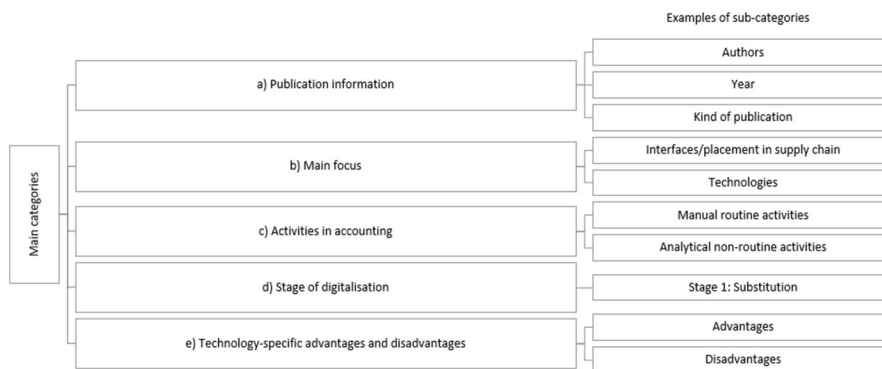 Examples of sub-categories
Main categories
a) Publication information
Authors
Year
Kind of publication
b) Main focus
Interfaces/placement in supply chain
Technologies
c) Activities in accounting
Manual routine activities
Analytical non-routine activities
d) Stage of digitalisation
Stage 1: Substitution
e) Technology-specific advantages and disadvantages
Advantages
Disadvantages